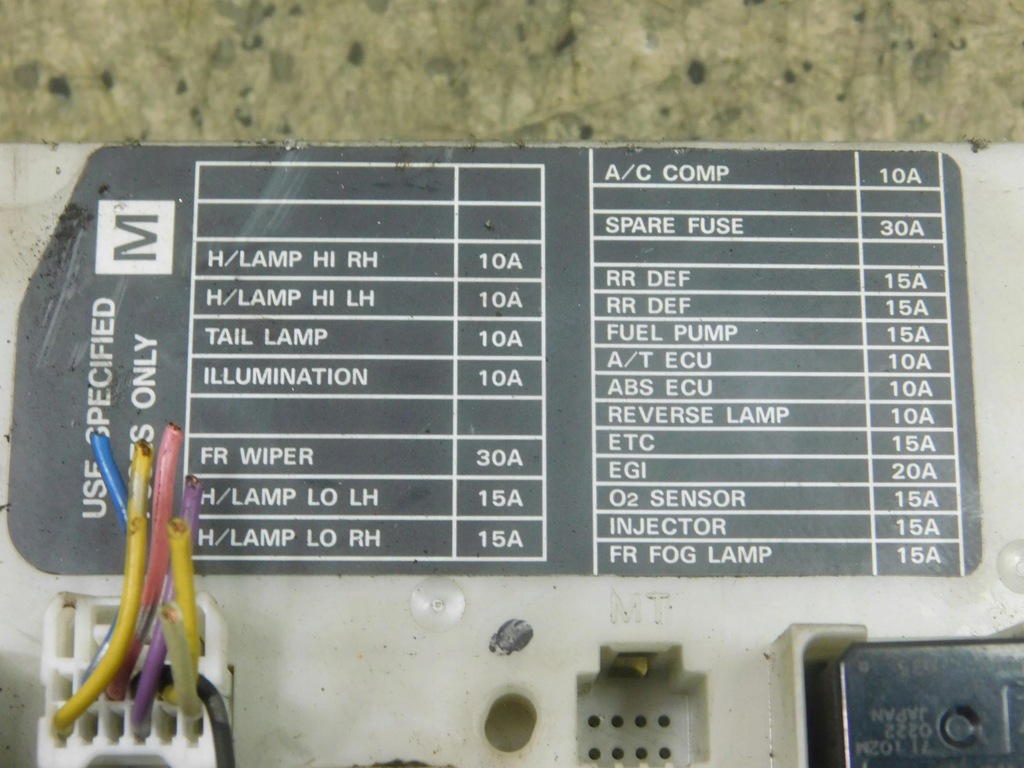 M
USE SPECIFIED
ONLY
H/LAMP HI RH 10A
H/LAMP HI LH 10A
TAIL LAMP 10A
ILLUMINATION 10A
FR WIPER 30A
H/LAMP LO LH 15A
H/LAMP LO RH 15A
A/C COMP 10A
SPARE FUSE 30A
RR DEF 15A
RR DEF 15A
FUEL PUMP 15A
A/T ECU 10A
ABS ECU 10A
REVERSE LAMP 10A
ETC 15A
EGI 20A
O2 SENSOR 15A
INJECTOR 15A
FR FOG LAMP 15A
MT
JAPAN
0222